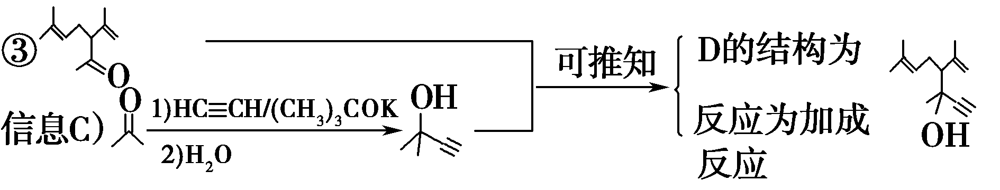 ③
O
可推知
D的结构为
信息C)
O
1)HC≡CH/(CH₃)₃COK
2)H₂O
OH
反应为加成
反应
OH